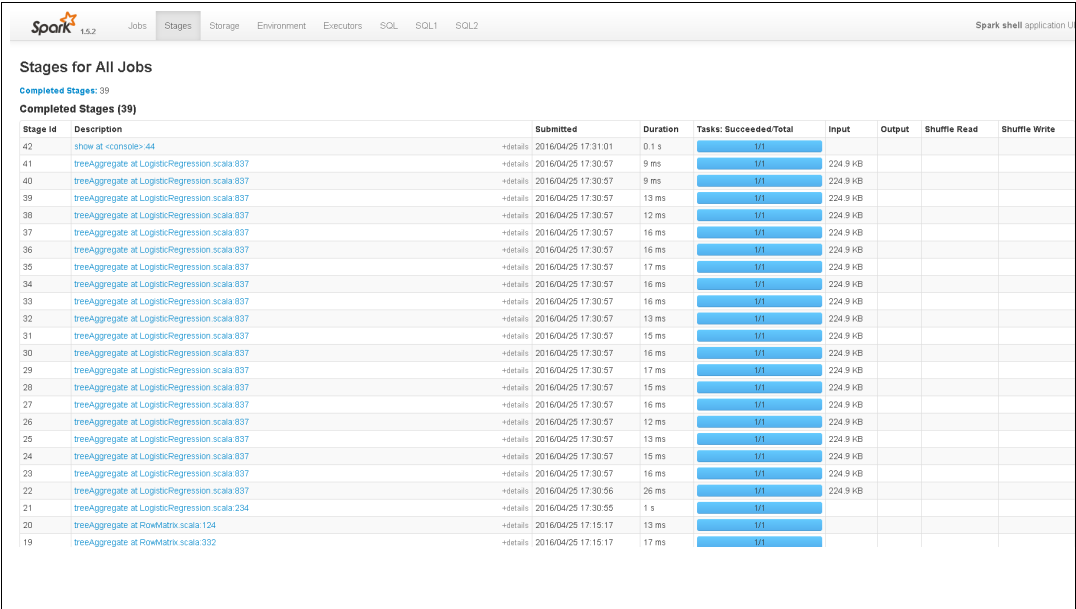 Spark 1.5.2 Jobs Stages Storage Environment Executors SQL SQL1 SQL2 Spark shell application UI
Stages for All Jobs
Completed Stages: 39
Completed Stages (39)
Stage Id Description Submitted Duration Tasks: Succeeded/Total Input Output Shuffle Read Shuffle Write
42 show at <console>:44 +details 2016/04/25 17:31:01 0.1 s 1/1
41 treeAggregate at LogisticRegression.scala:837 +details 2016/04/25 17:30:57 9 ms 1/1 224.9 KB
40 treeAggregate at LogisticRegression.scala:837 +details 2016/04/25 17:30:57 9 ms 1/1 224.9 KB
39 treeAggregate at LogisticRegression.scala:837 +details 2016/04/25 17:30:57 13 ms 1/1 224.9 KB
38 treeAggregate at LogisticRegression.scala:837 +details 2016/04/25 17:30:57 12 ms 1/1 224.9 KB
37 treeAggregate at LogisticRegression.scala:837 +details 2016/04/25 17:30:57 16 ms 1/1 224.9 KB
36 treeAggregate at LogisticRegression.scala:837 +details 2016/04/25 17:30:57 16 ms 1/1 224.9 KB
35 treeAggregate at LogisticRegression.scala:837 +details 2016/04/25 17:30:57 17 ms 1/1 224.9 KB
34 treeAggregate at LogisticRegression.scala:837 +details 2016/04/25 17:30:57 16 ms 1/1 224.9 KB
33 treeAggregate at LogisticRegression.scala:837 +details 2016/04/25 17:30:57 16 ms 1/1 224.9 KB
32 treeAggregate at LogisticRegression.scala:837 +details 2016/04/25 17:30:57 13 ms 1/1 224.9 KB
31 treeAggregate at LogisticRegression.scala:837 +details 2016/04/25 17:30:57 15 ms 1/1 224.9 KB
30 treeAggregate at LogisticRegression.scala:837 +details 2016/04/25 17:30:57 16 ms 1/1 224.9 KB
29 treeAggregate at LogisticRegression.scala:837 +details 2016/04/25 17:30:57 17 ms 1/1 224.9 KB
28 treeAggregate at LogisticRegression.scala:837 +details 2016/04/25 17:30:57 15 ms 1/1 224.9 KB
27 treeAggregate at LogisticRegression.scala:837 +details 2016/04/25 17:30:57 16 ms 1/1 224.9 KB
26 treeAggregate at LogisticRegression.scala:837 +details 2016/04/25 17:30:57 12 ms 1/1 224.9 KB
25 treeAggregate at LogisticRegression.scala:837 +details 2016/04/25 17:30:57 13 ms 1/1 224.9 KB
24 treeAggregate at LogisticRegression.scala:837 +details 2016/04/25 17:30:57 15 ms 1/1 224.9 KB
23 treeAggregate at LogisticRegression.scala:837 +details 2016/04/25 17:30:57 16 ms 1/1 224.9 KB
22 treeAggregate at LogisticRegression.scala:837 +details 2016/04/25 17:30:56 26 ms 1/1 224.9 KB
21 treeAggregate at LogisticRegression.scala:234 +details 2016/04/25 17:30:55 1 s 1/1
20 treeAggregate at RowMatrix.scala:124 +details 2016/04/25 17:15:17 13 ms 1/1
19 treeAggregate at RowMatrix.scala:332 +details 2016/04/25 17:15:17 17 ms 1/1